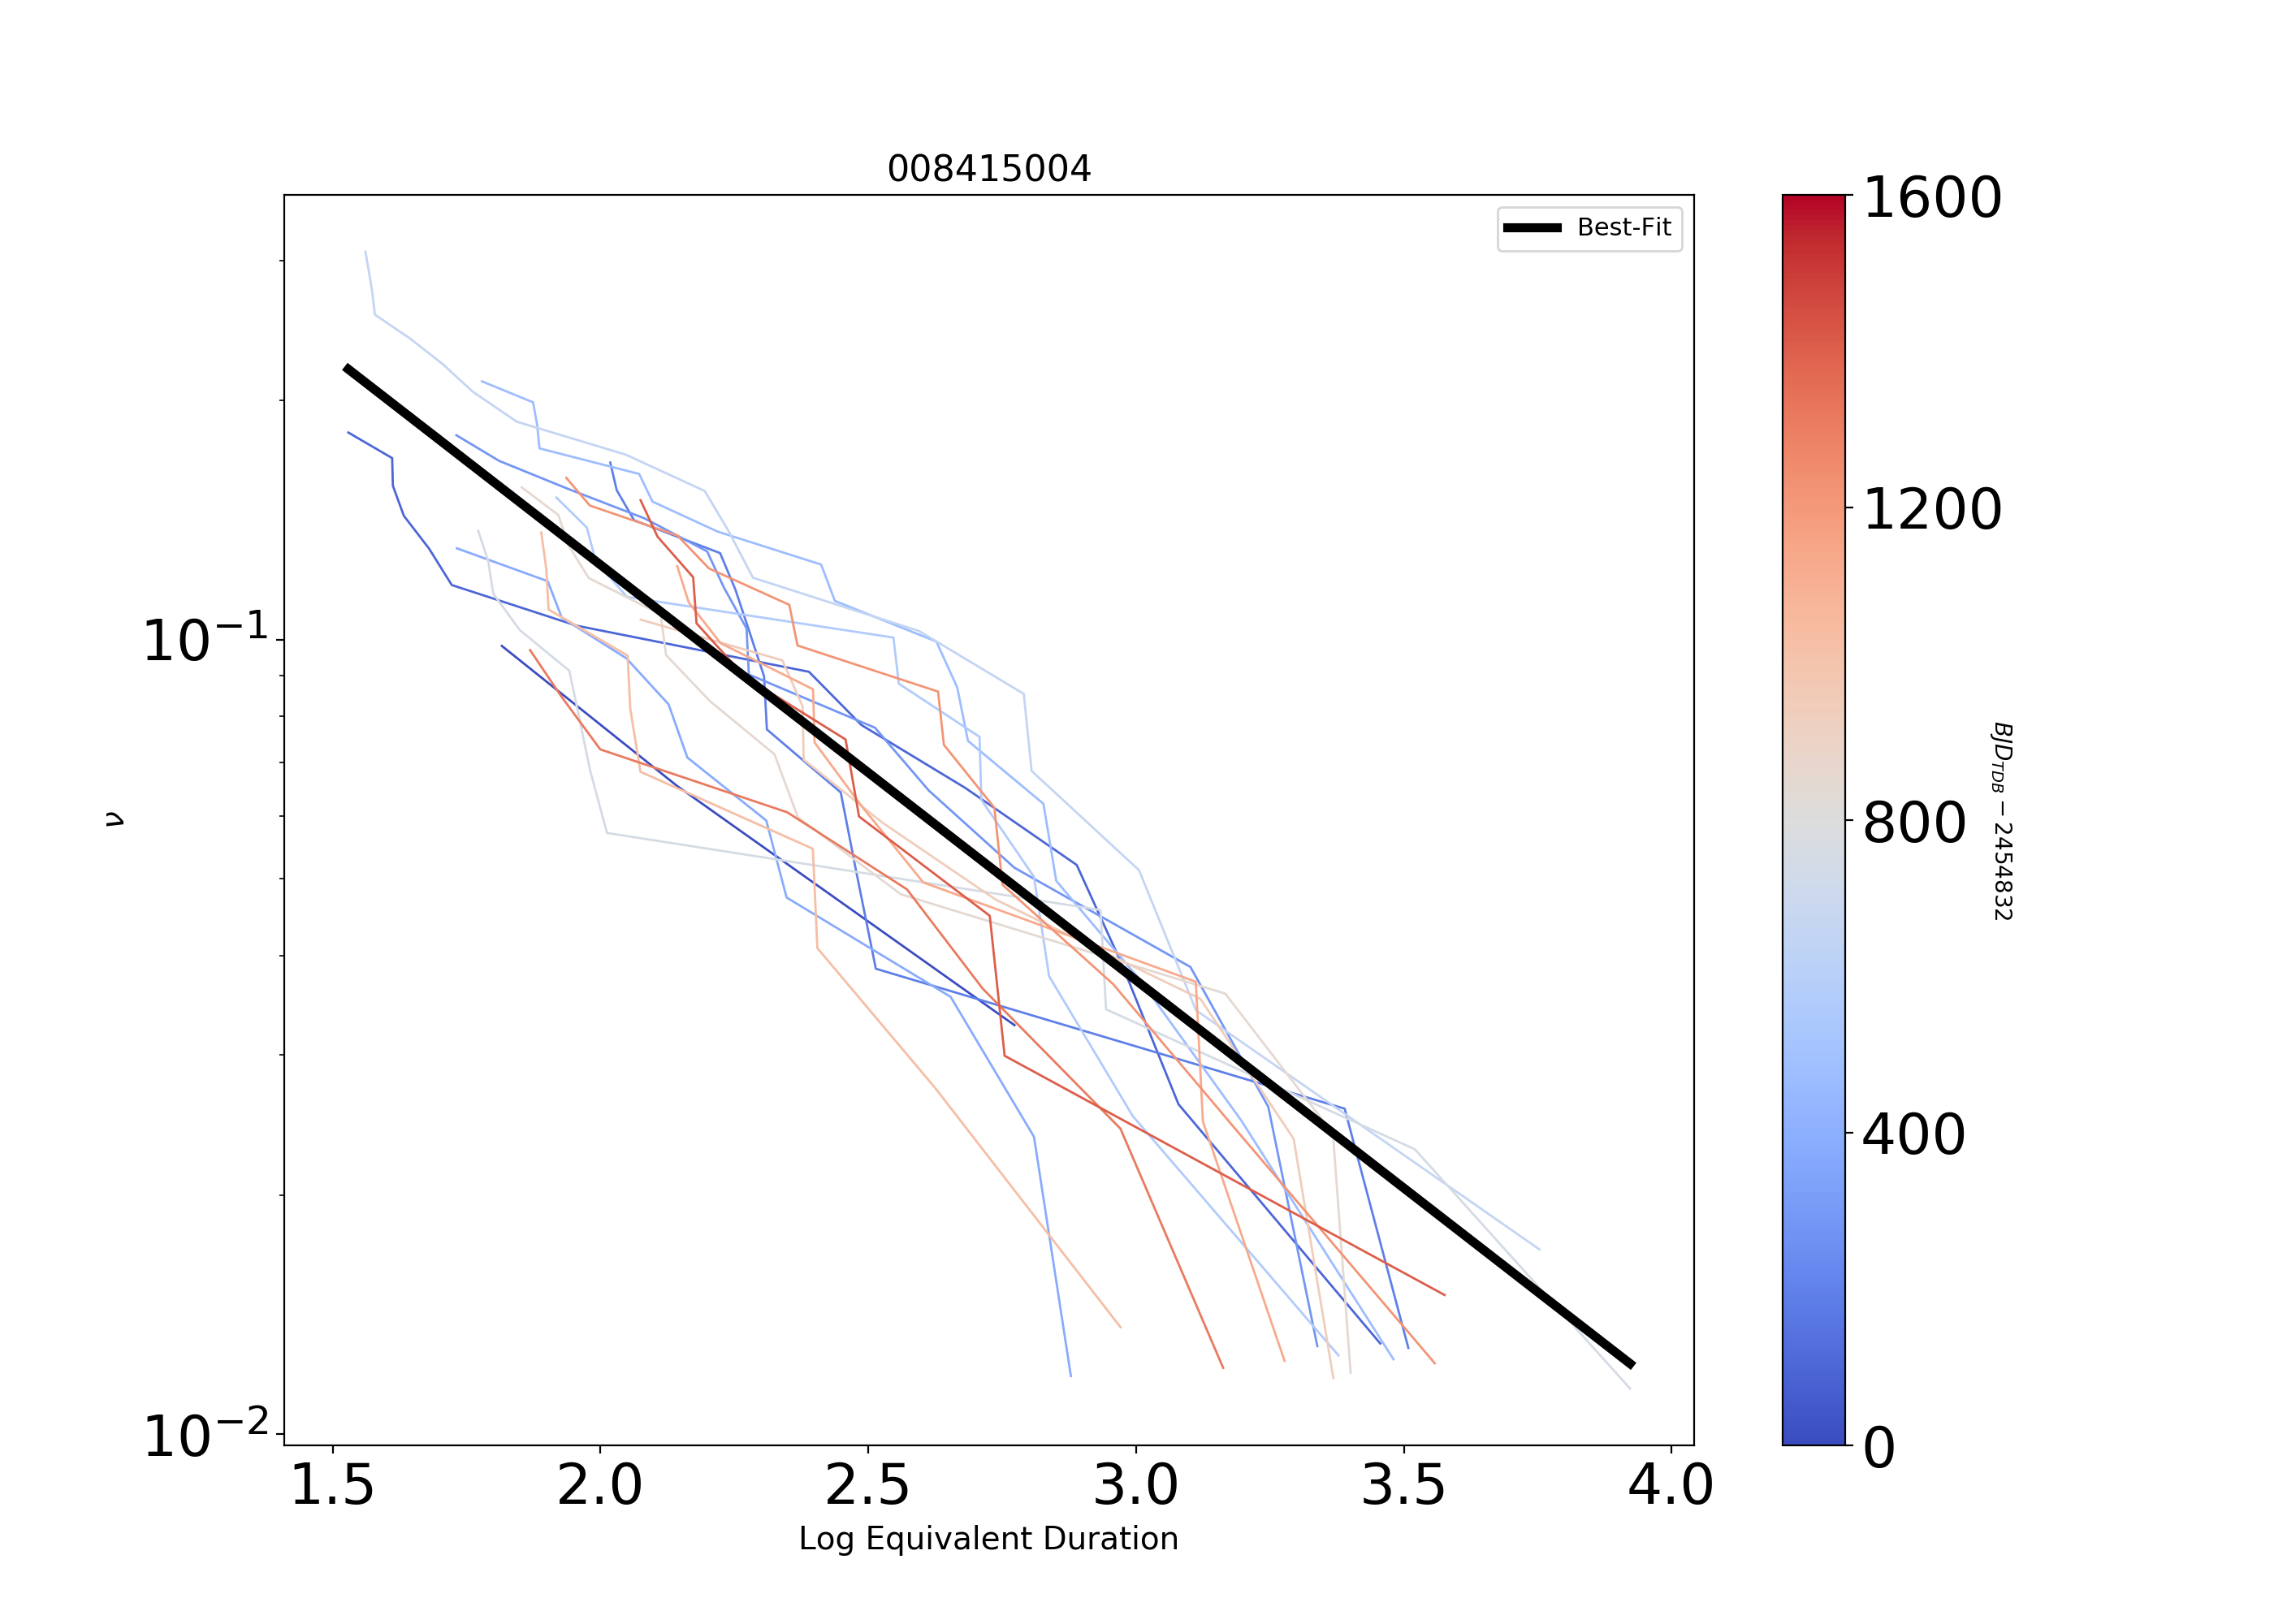 008415004
Best-Fit
10⁻¹
10⁻²
ν
1.5 2.0 2.5 3.0 3.5 4.0
Log Equivalent Duration
1600
1200
800
400
0
BJD_TDB − 2454832